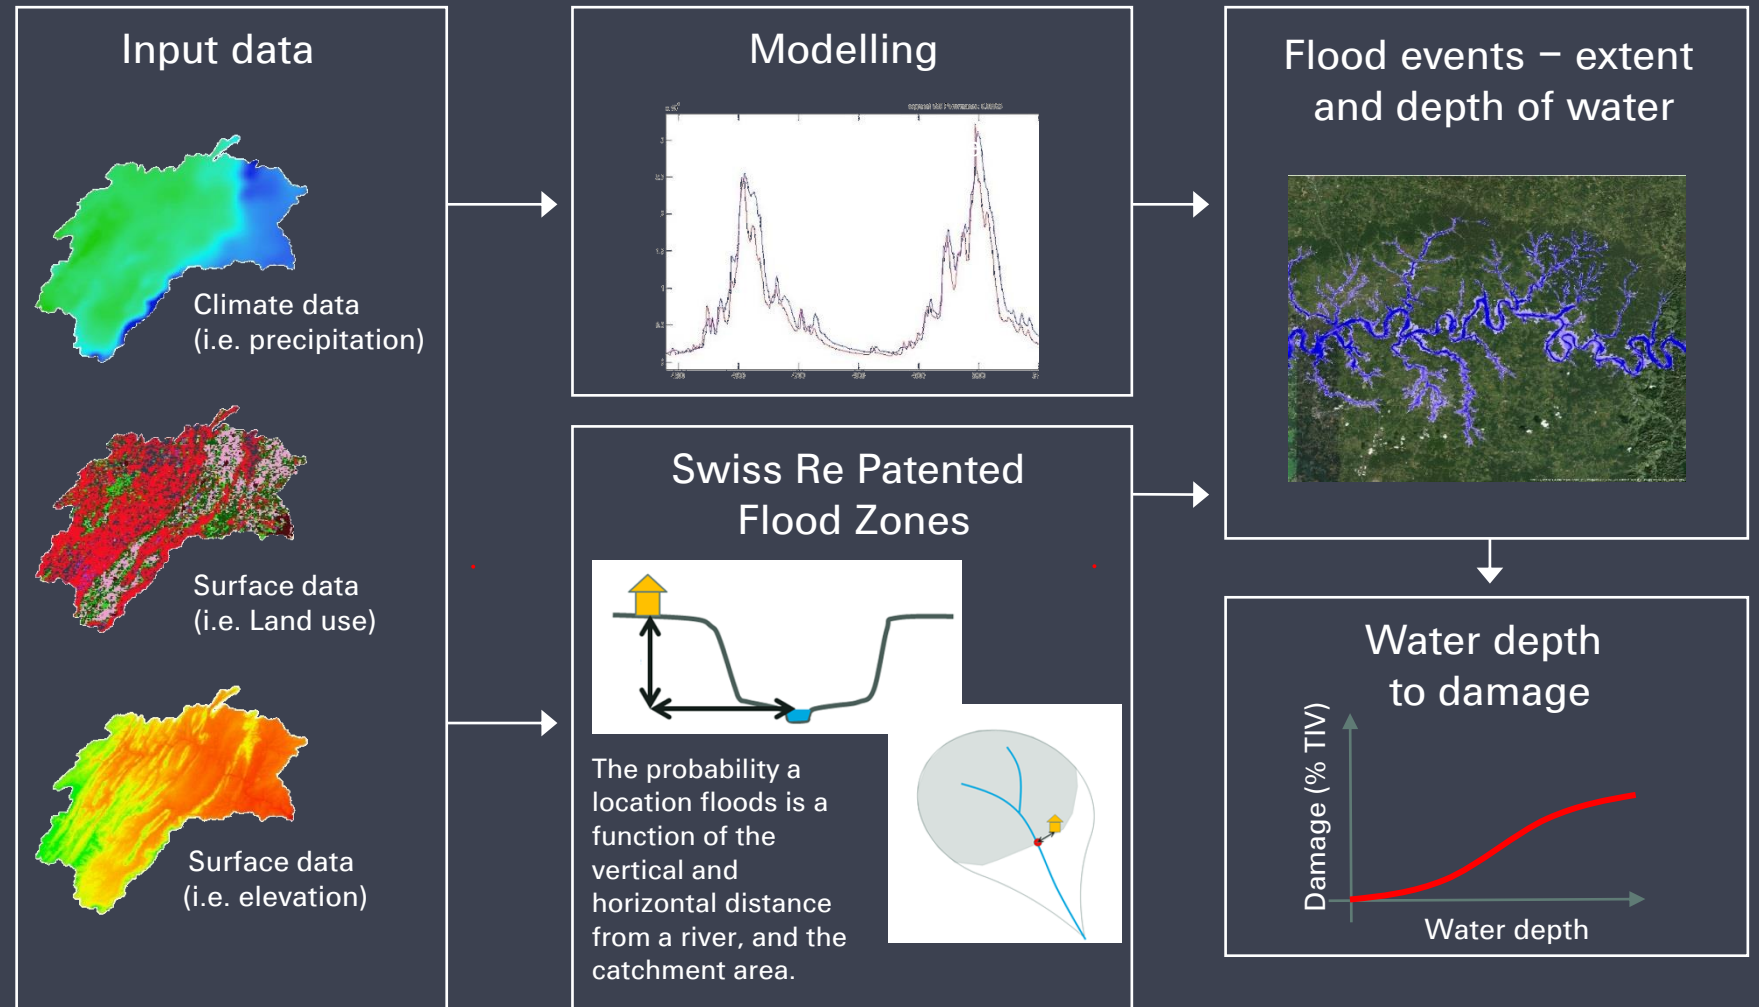 Input data
Climate data
(i.e. precipitation)
Surface data
(i.e. Land use)
Surface data
(i.e. elevation)
Modelling
Swiss Re Patented
Flood Zones
The probability a
location floods is a
function of the
vertical and
horizontal distance
from a river, and the
catchment area.
Flood events – extent
and depth of water
Water depth
to damage
Damage (% TIV)
Water depth